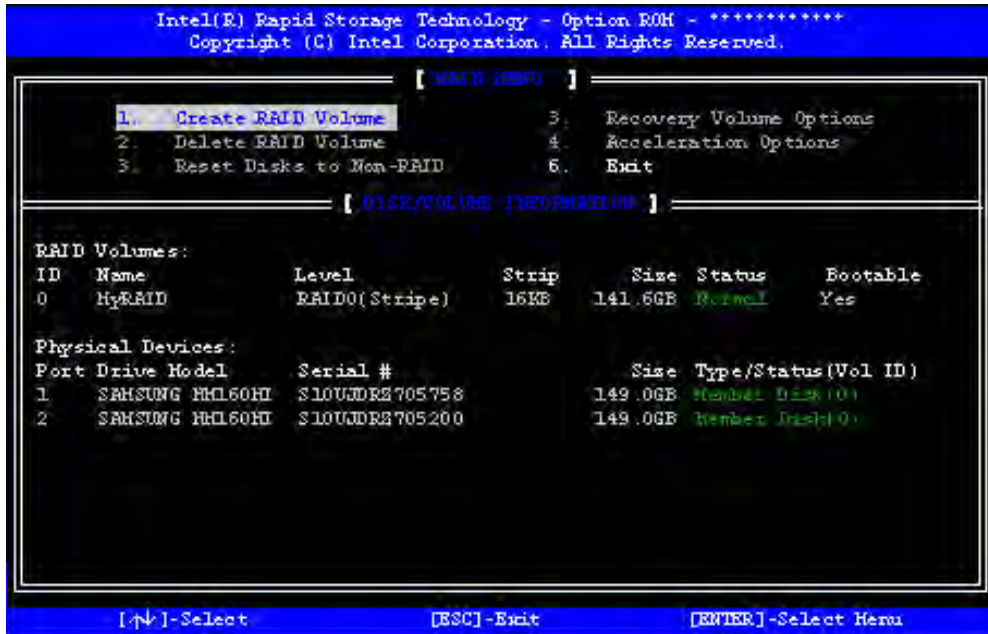 Intel(R) Rapid Storage Technology - Option ROM - ************
Copyright (C) Intel Corporation. All Rights Reserved.
[ MAIN MENU ]
1. Create RAID Volume 3. Recovery Volume Options
2. Delete RAID Volume 4. Acceleration Options
3. Reset Disks to Non-RAID 6. Exit
[ DISK/VOLUME INFORMATION ]
RAID Volumes:
ID Name Level Strip Size Status Bootable
0 MyRAID RAID0(Stripe) 16KB 141.6GB Normal Yes
Physical Devices:
Port Drive Model Serial # Size Type/Status(Vol ID)
1 SAMSUNG HM160HI 149.0GB Member Disk(0)
2 SAMSUNG HM160HI 149.0GB Member Disk(0)
[↑↓]-Select [ESC]-Exit [ENTER]-Select Menu